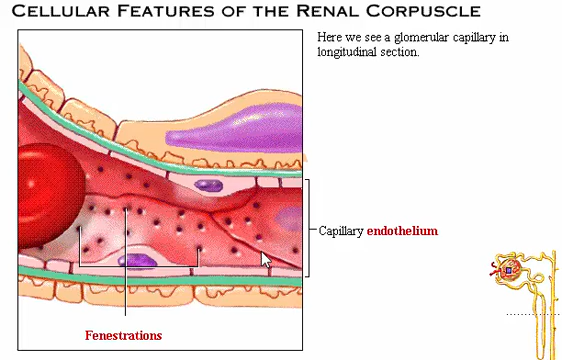 CELLULAR FEATURES OF THE RENAL CORPUSCLE
Here we see a glomerular capillary in
longitudinal section.
Capillary endothelium
Fenestrations